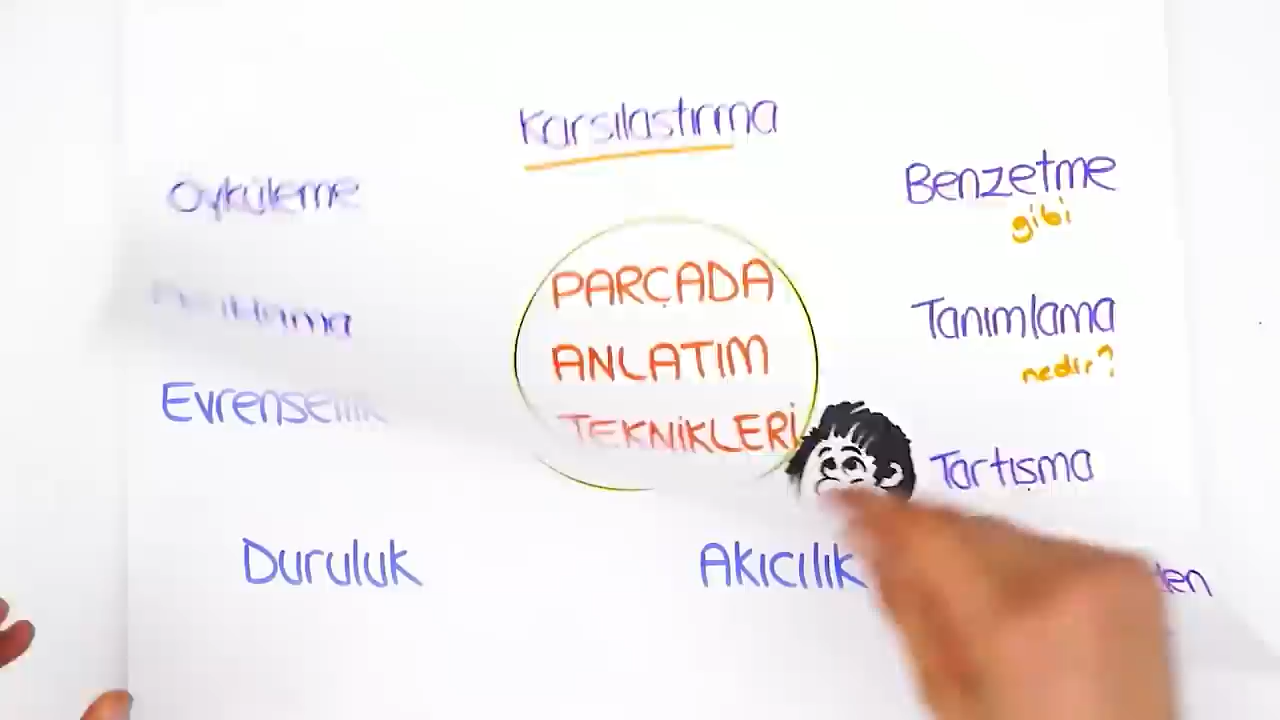 Karşılaştırma
Öyküleme
Benzetme
gibi
PARÇADA
ANLATIM
TEKNİKLERİ
Tanımlama
nedir?
Tartışma
Duruluk
Akıcılık